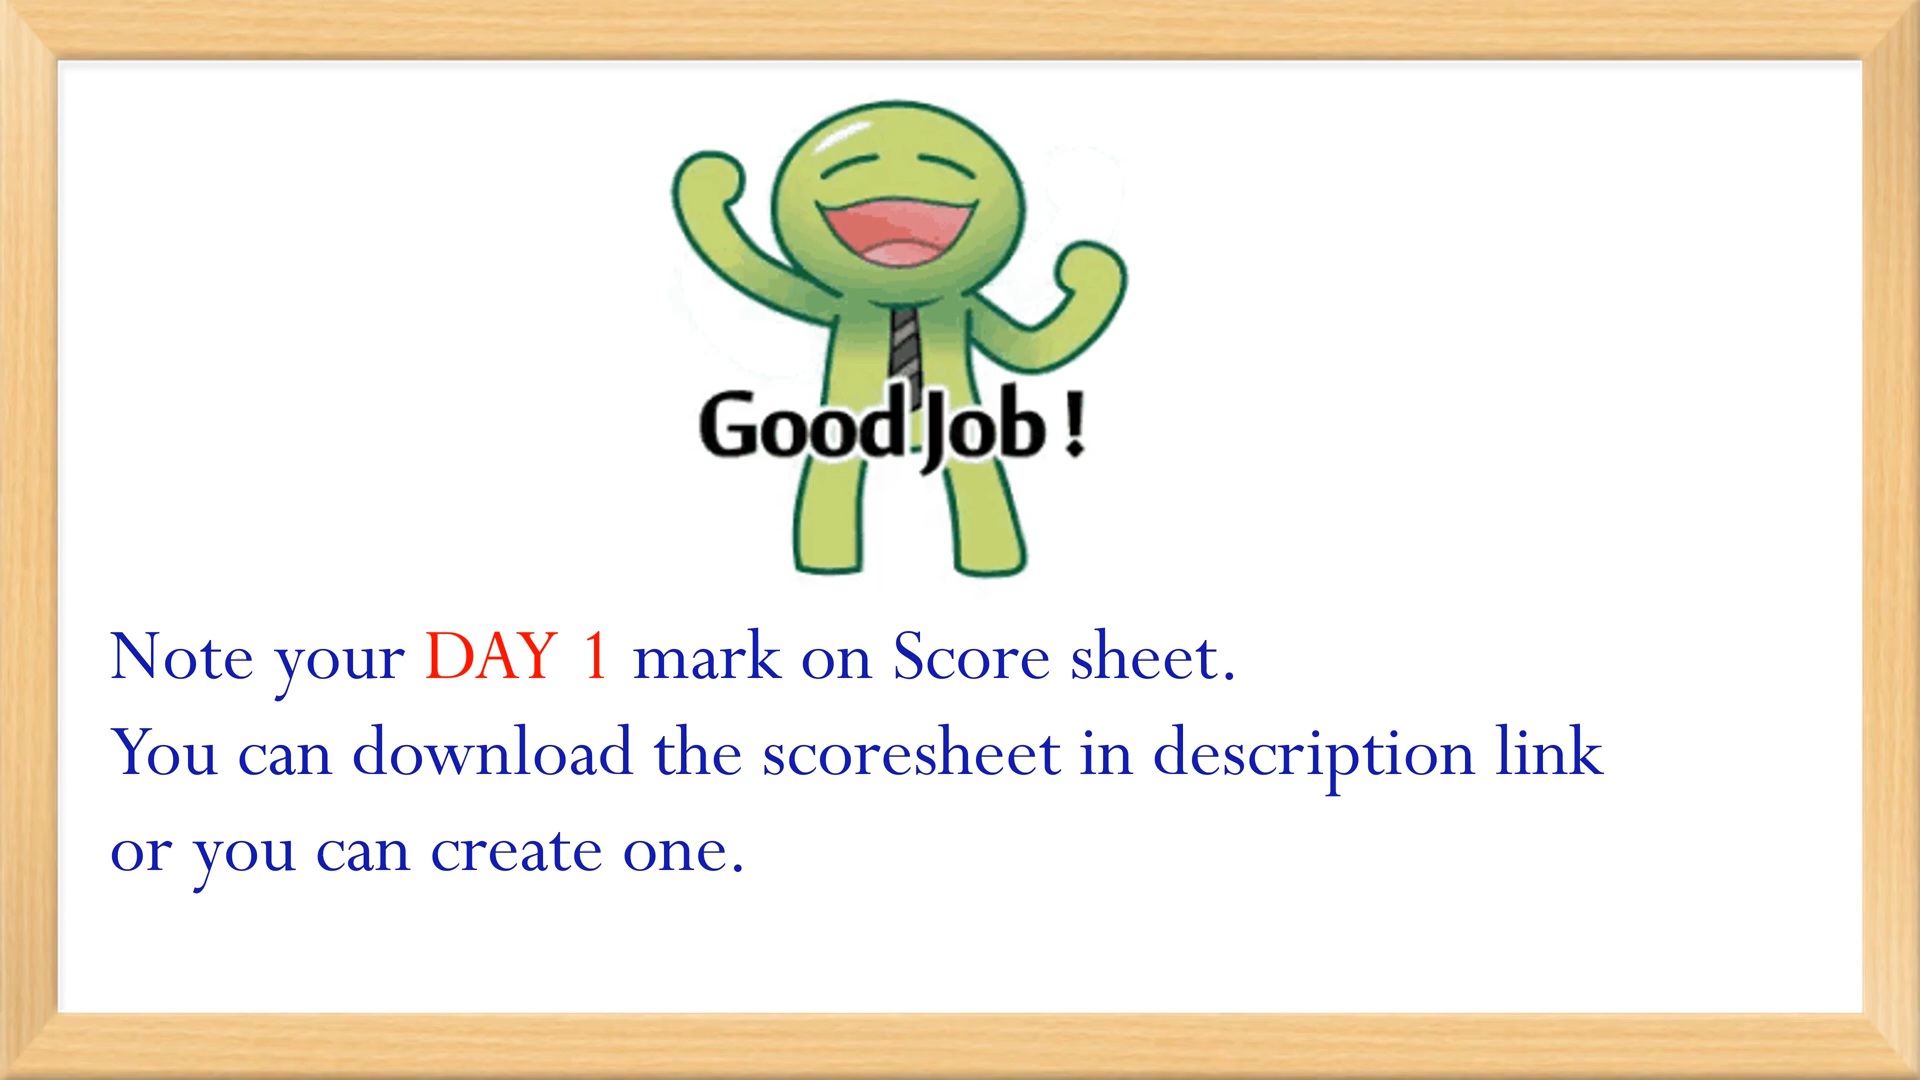 Good Job !
Note your DAY 1 mark on Score sheet.
You can download the scoresheet in description link
or you can create one.